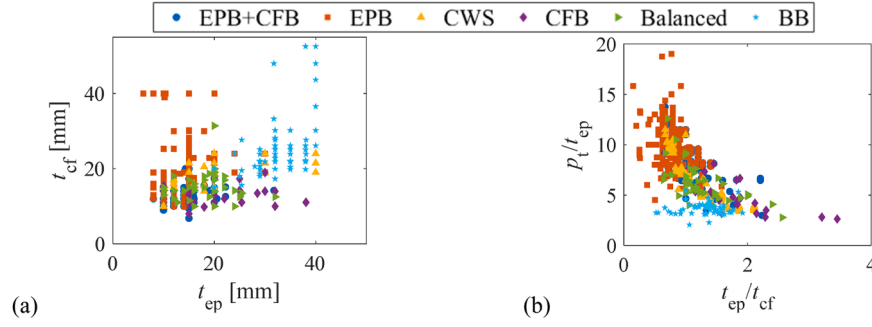 EPB+CFB EPB CWS CFB Balanced BB
40
20
0
t_cf [mm]
0 20 40
t_ep [mm]
(a)
20
15
10
5
0
p_t/t_ep
0 2 4
t_ep/t_cf
(b)